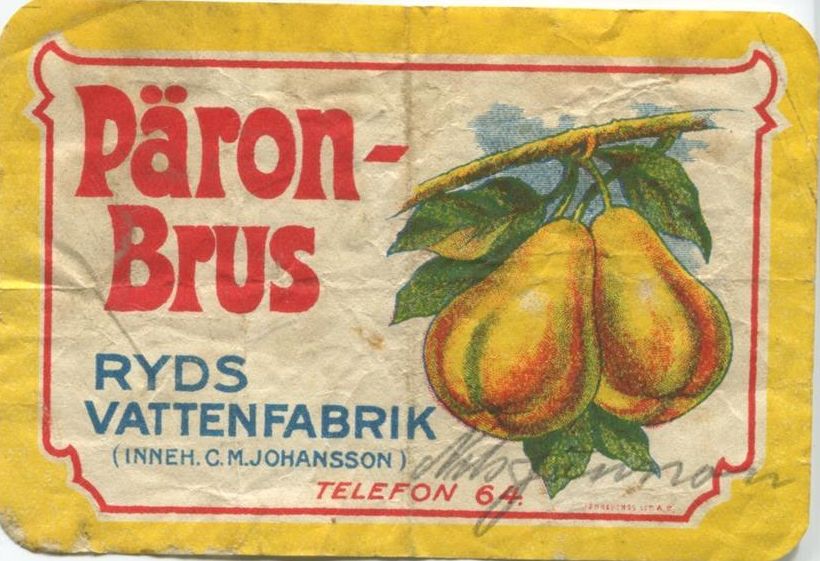 Päron-
Brus
RYDS
VATTENFABRIK
(INNEH. C. M. JOHANSSON)
TELEFON 64.